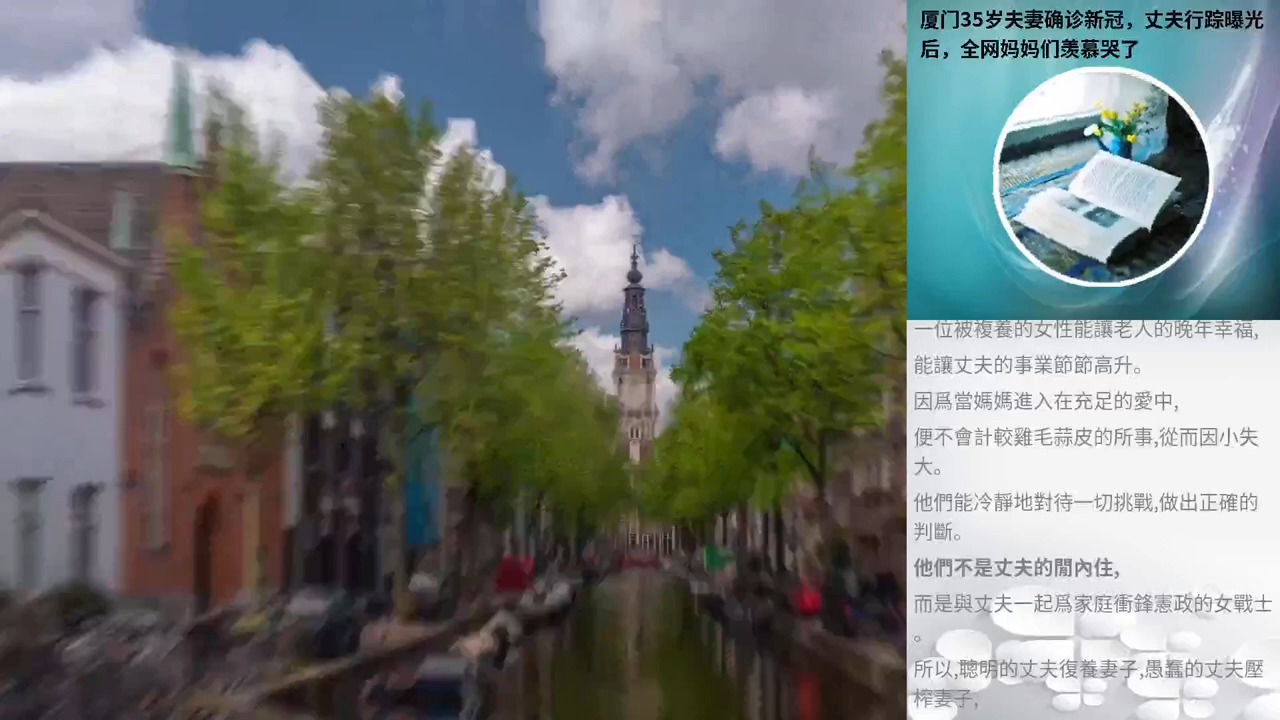 厦门35岁夫妻确诊新冠，丈夫行踪曝光
后，全网妈妈们羡慕哭了
一位被複養的女性能讓老人的晚年幸福,
能讓丈夫的事業節節高升。
因爲當媽媽進入在充足的愛中,
便不會計較雞毛蒜皮的所事,從而因小失
大。
他們能冷靜地對待一切挑戰,做出正確的
判斷。
他們不是丈夫的閒內住,
而是與丈夫一起爲家庭衝鋒憲政的女戰士
。
所以,聰明的丈夫復養妻子,愚蠢的丈夫壓
榨妻子,